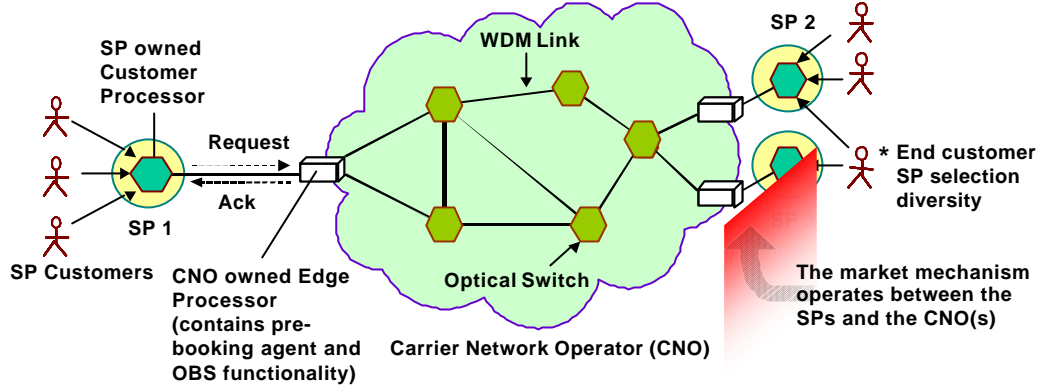 SP owned
Customer
Processor
WDM Link
SP 2
Request
Ack
SP 1
SP Customers
CNO owned Edge
Processor
(contains pre-
booking agent and
OBS functionality)
Optical Switch
Carrier Network Operator (CNO)
* End customer
SP selection
diversity
The market mechanism
operates between the
SPs and the CNO(s)